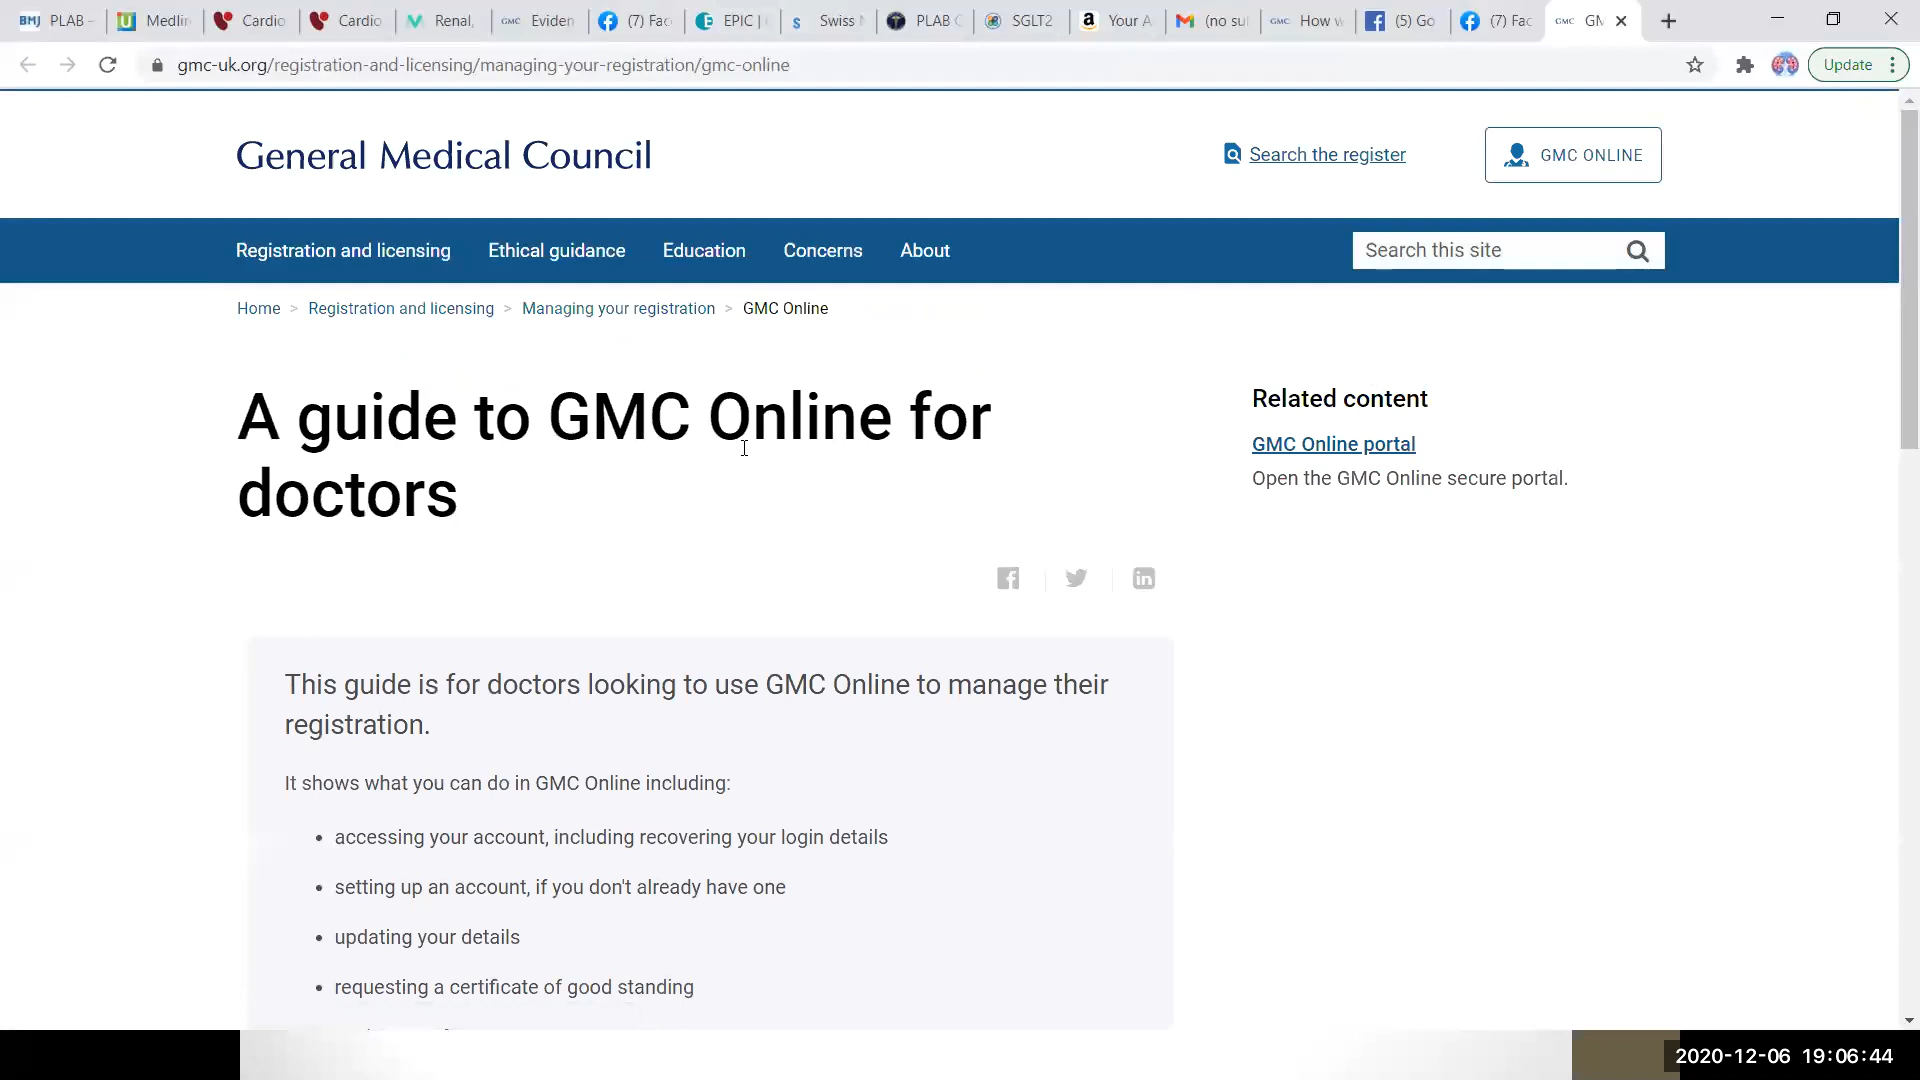 PLAB –
Medlin
Cardio
Cardio
Renal,
GMC Eviden
(7) Fac
EPIC |
Swiss
PLAB
SGLT2
Your A
(no su
GMC How
(5) Go
(7) Fac
GMC
gmc-uk.org/registration-and-licensing/managing-your-registration/gmc-online
Update
General Medical Council
Search the register
GMC ONLINE
Registration and licensing Ethical guidance Education Concerns About
Search this site
Home > Registration and licensing > Managing your registration > GMC Online
A guide to GMC Online for
doctors
Related content
GMC Online portal
Open the GMC Online secure portal.
This guide is for doctors looking to use GMC Online to manage their
registration.
It shows what you can do in GMC Online including:
• accessing your account, including recovering your login details
• setting up an account, if you don't already have one
• updating your details
• requesting a certificate of good standing
2020-12-06 19:06:44